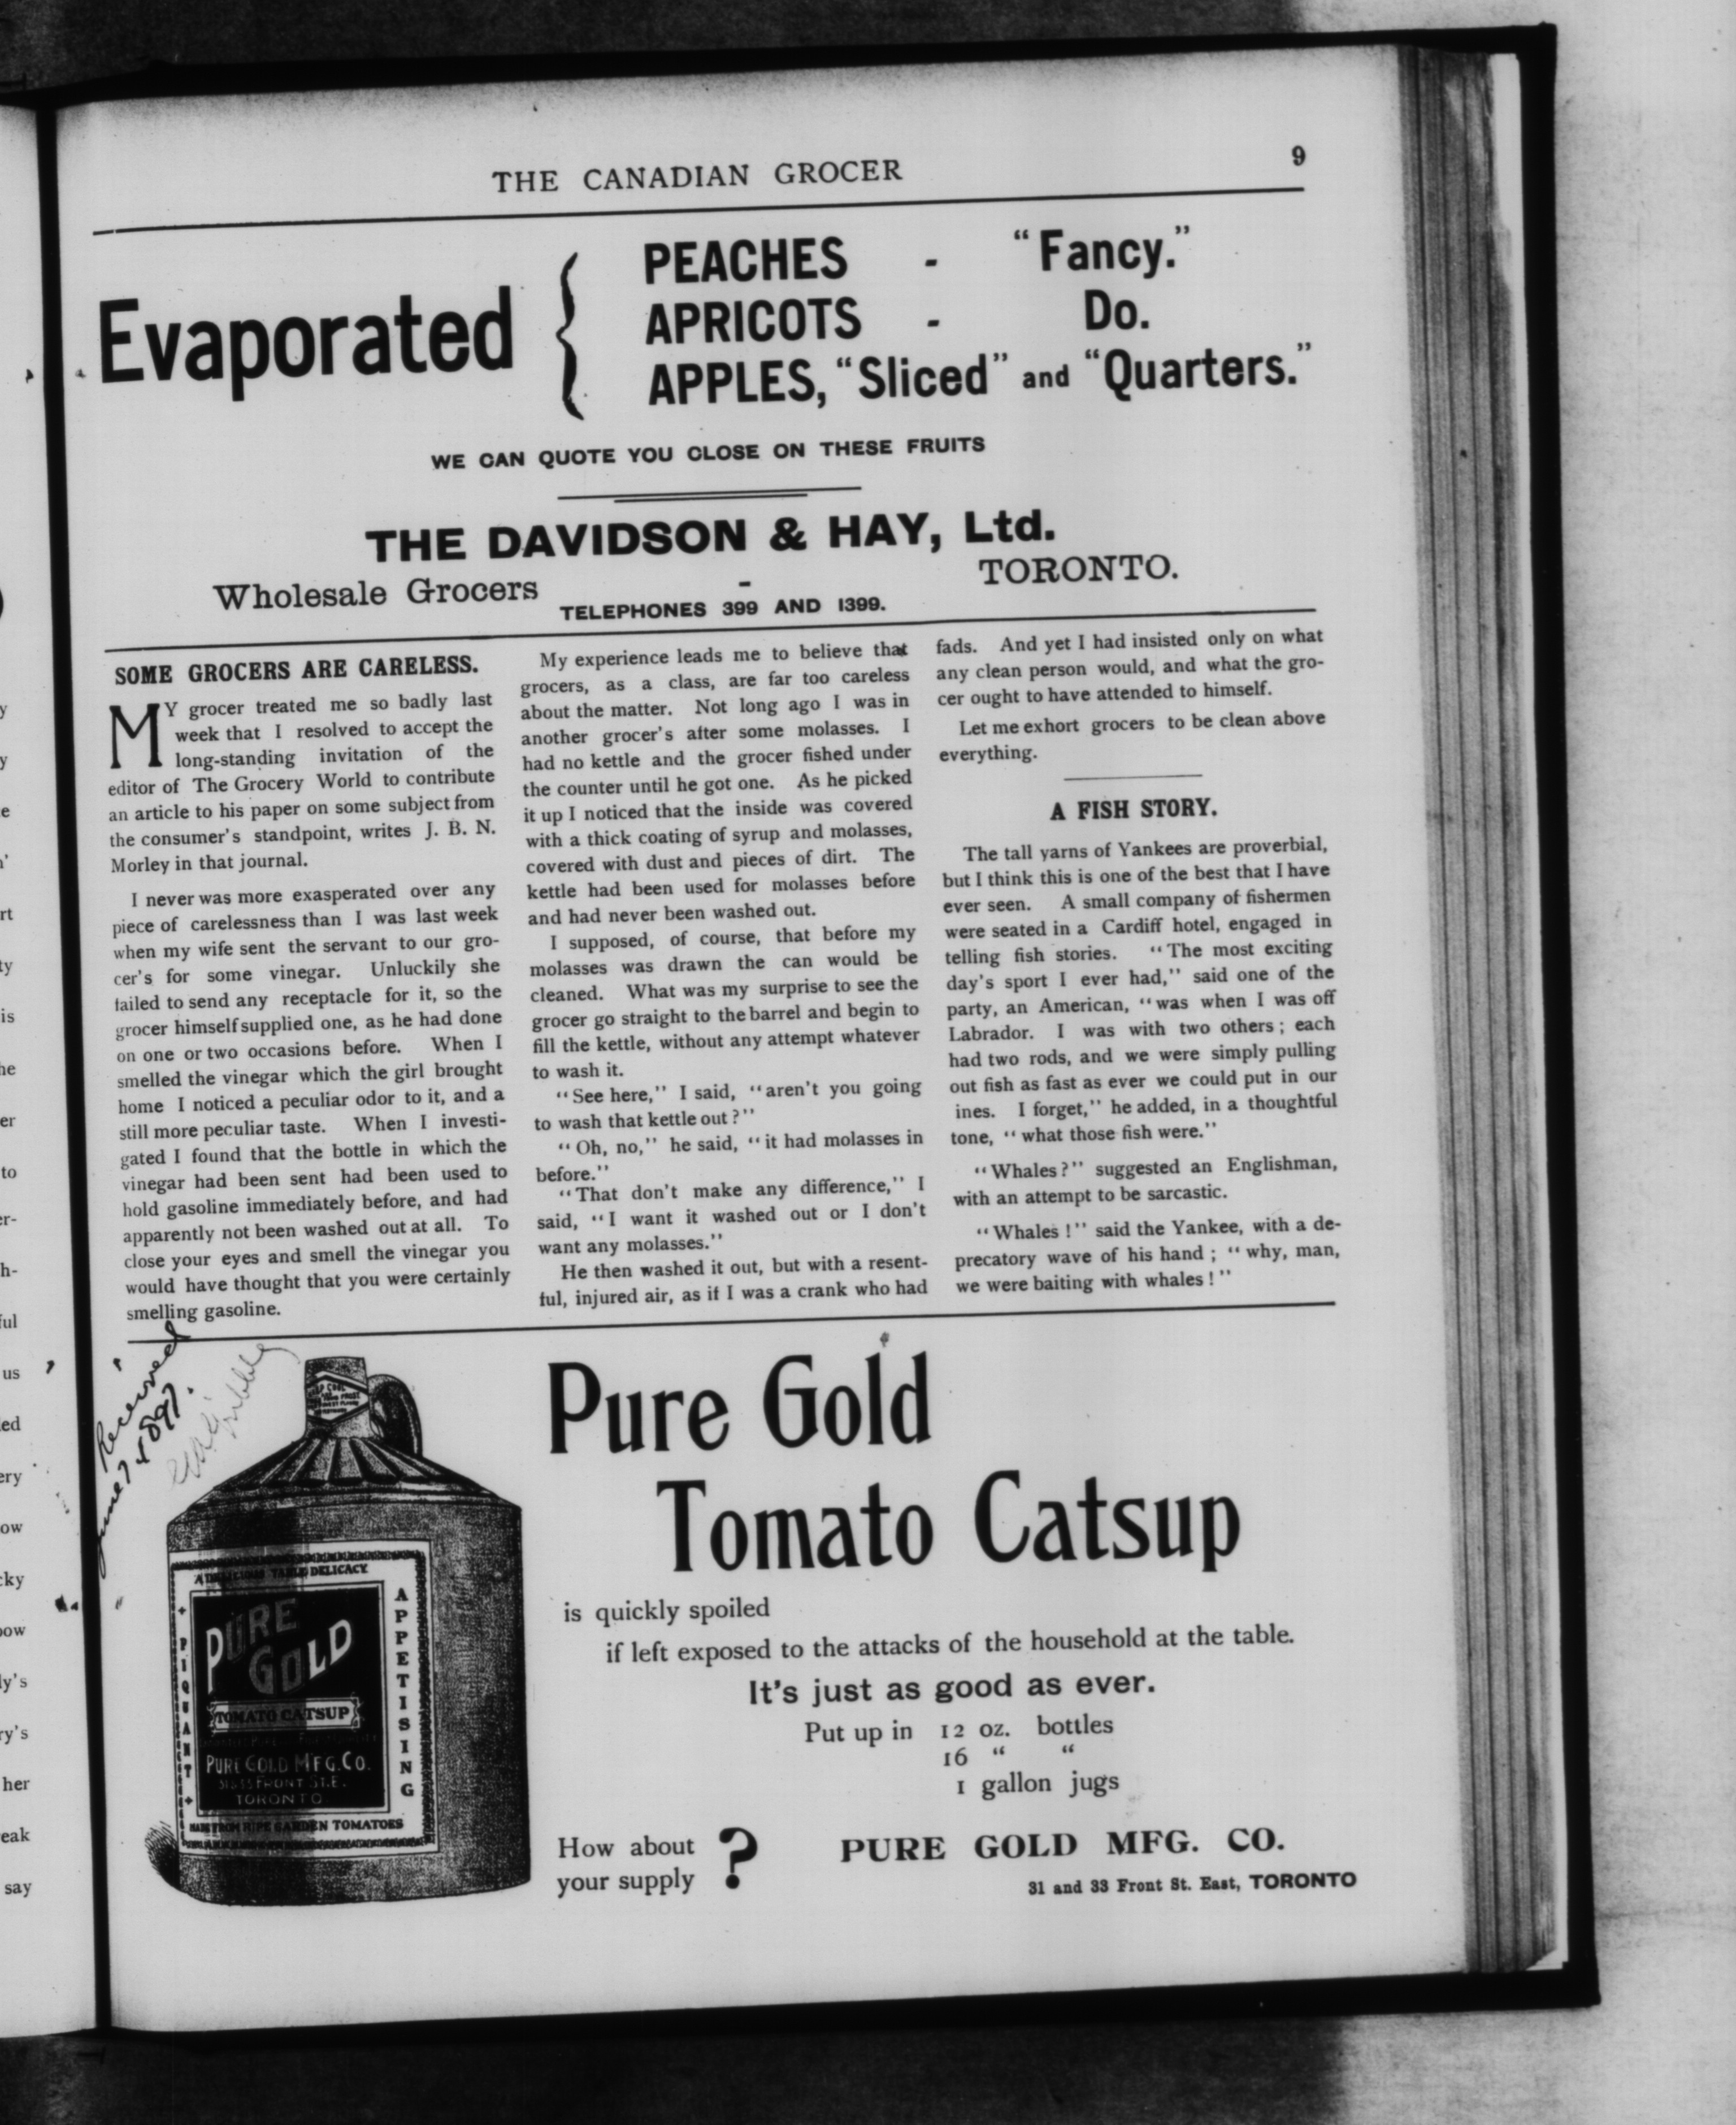 THE CANADIAN GROCER
9
Evaporated
PEACHES - "Fancy."
APRICOTS - Do.
APPLES, "Sliced" and "Quarters."
WE CAN QUOTE YOU CLOSE ON THESE FRUITS
THE DAVIDSON & HAY, Ltd.
Wholesale Grocers - TORONTO.
TELEPHONES 399 AND 1399.
SOME GROCERS ARE CARELESS.
MY grocer treated me so badly last
week that I resolved to accept the
long-standing invitation of the
editor of The Grocery World to contribute
an article to his paper on some subject from
the consumer's standpoint, writes J. B. N.
Morley in that journal.
I never was more exasperated over any
piece of carelessness than I was last week
when my wife sent the servant to our gro-
cer's for some vinegar. Unluckily she
failed to send any receptacle for it, so the
grocer himself supplied one, as he had done
on one or two occasions before. When I
smelled the vinegar which the girl brought
home I noticed a peculiar odor to it, and a
still more peculiar taste. When I investi-
gated I found that the bottle in which the
vinegar had been sent had been used to
hold gasoline immediately before, and had
apparently not been washed out at all. To
close your eyes and smell the vinegar you
would have thought that you were certainly
smelling gasoline.
My experience leads me to believe that
grocers, as a class, are far too careless
about the matter. Not long ago I was in
another grocer's after some molasses. I
had no kettle and the grocer fished under
the counter until he got one. As he picked
it up I noticed that the inside was covered
with a thick coating of syrup and molasses,
covered with dust and pieces of dirt. The
kettle had been used for molasses before
and had never been washed out.
I supposed, of course, that before my
molasses was drawn the can would be
cleaned. What was my surprise to see the
grocer go straight to the barrel and begin to
fill the kettle, without any attempt whatever
to wash it.
"See here," I said, "aren't you going
to wash that kettle out?"
"Oh, no," he said, "it had molasses in
before."
"That don't make any difference," I
said, "I want it washed out or I don't
want any molasses."
He then washed it out, but with a resent-
ful, injured air, as if I was a crank who had
fads. And yet I had insisted only on what
any clean person would, and what the gro-
cer ought to have attended to himself.
Let me exhort grocers to be clean above
everything.
A FISH STORY.
The tall yarns of Yankees are proverbial,
but I think this is one of the best that I have
ever seen. A small company of fishermen
were seated in a Cardiff hotel, engaged in
telling fish stories. "The most exciting
day's sport I ever had," said one of the
party, an American, "was when I was off
Labrador. I was with two others; each
had two rods, and we were simply pulling
out fish as fast as ever we could put in our
ines. I forget," he added, in a thoughtful
tone, "what those fish were."
"Whales?" suggested an Englishman,
with an attempt to be sarcastic.
"Whales!" said the Yankee, with a de-
precatory wave of his hand; "why, man,
we were baiting with whales!"
Received
A DELICIOUS TABLE DELICACY
PIQUANT
APPETISING
PURE
GOLD
TOMATO CATSUP
PURE GOLD MFG. CO.
31 & 33 FRONT ST. E.
TORONTO
MADE FROM RIPE GARDEN TOMATOES
Pure Gold
Tomato Catsup
is quickly spoiled
if left exposed to the attacks of the household at the table.
It's just as good as ever.
Put up in 12 oz. bottles
16 " "
1 gallon jugs
How about
your supply ?
PURE GOLD MFG. CO.
31 and 33 Front St. East, TORONTO